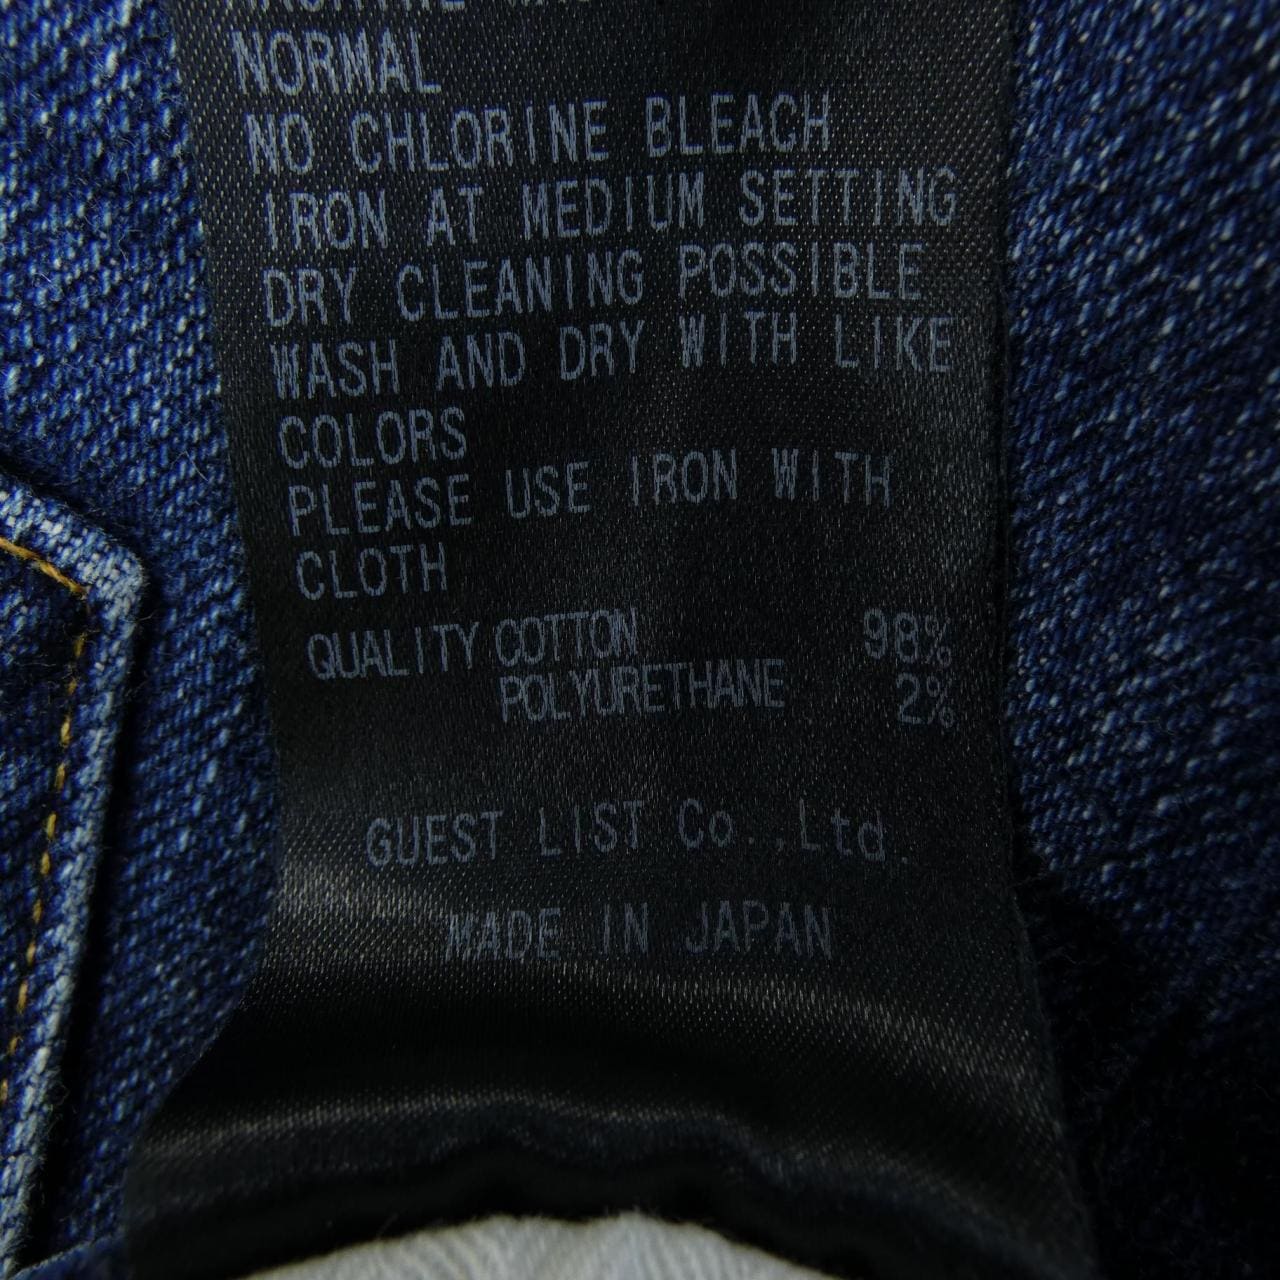 NORMAL
NO CHLORINE BLEACH
IRON AT MEDIUM SETTING
DRY CLEANING POSSIBLE
WASH AND DRY WITH LIKE
COLORS
PLEASE USE IRON WITH
CLOTH
QUALITY COTTON 98%
POLYURETHANE 2%
GUEST LIST Co.,Ltd.
MADE IN JAPAN